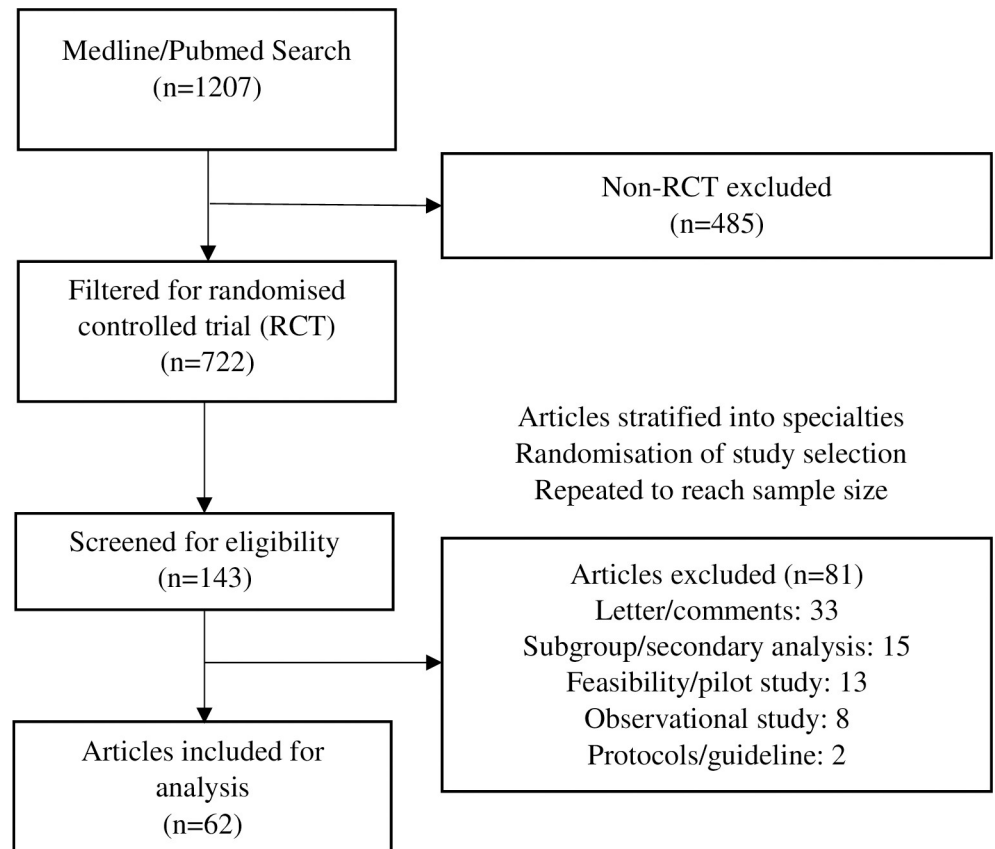 Medline/Pubmed Search
(n=1207)
Non-RCT excluded
(n=485)
Filtered for randomised
controlled trial (RCT)
(n=722)
Articles stratified into specialties
Randomisation of study selection
Repeated to reach sample size
Screened for eligibility
(n=143)
Articles excluded (n=81)
Letter/comments: 33
Subgroup/secondary analysis: 15
Feasibility/pilot study: 13
Observational study: 8
Protocols/guideline: 2
Articles included for
analysis
(n=62)